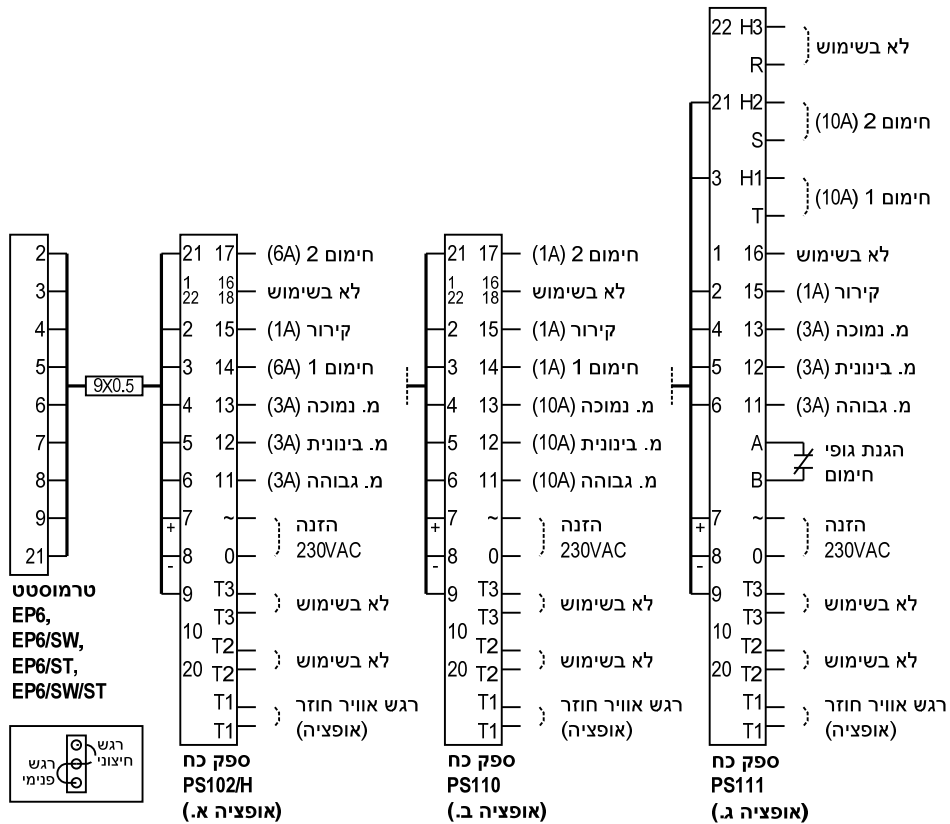 2
3
4
5
6
7
8
9
21
טרמוסטט
EP6,
EP6/SW,
EP6/ST,
EP6/SW/ST
9X0.5
רגש חיצוני
רגש פנימי
21 17 חימום 2 (6A)
1 16
22 18 לא בשימוש
2 15 קירור (1A)
3 14 חימום 1 (6A)
4 13 מ. נמוכה (3A)
5 12 מ. בינונית (3A)
6 11 מ. גבוהה (3A)
+ 7 ~ הזנה
- 8 0 230VAC
9 T3
T3 לא בשימוש
10 T2
20 T2 לא בשימוש
T1 רגש אוויר חוזר
T1 (אופציה)
ספק כח
PS102/H
(אופציה א.)
21 17 חימום 2 (1A)
1 16
22 18 לא בשימוש
2 15 קירור (1A)
3 14 חימום 1 (1A)
4 13 מ. נמוכה (10A)
5 12 מ. בינונית (10A)
6 11 מ. גבוהה (10A)
+ 7 ~ הזנה
- 8 0 230VAC
9 T3
T3 לא בשימוש
10 T2
20 T2 לא בשימוש
T1 רגש אוויר חוזר
T1 (אופציה)
ספק כח
PS110
(אופציה ב.)
22 H3
R לא בשימוש
21 H2
S חימום 2 (10A)
3 H1
T חימום 1 (10A)
1 16 לא בשימוש
2 15 קירור (1A)
4 13 מ. נמוכה (3A)
5 12 מ. בינונית (3A)
6 11 מ. גבוהה (3A)
A הגנת גופי
B חימום
+ 7 ~ הזנה
- 8 0 230VAC
9 T3
T3 לא בשימוש
10 T2
20 T2 לא בשימוש
T1 רגש אוויר חוזר
T1 (אופציה)
ספק כח
PS111
(אופציה ג.)